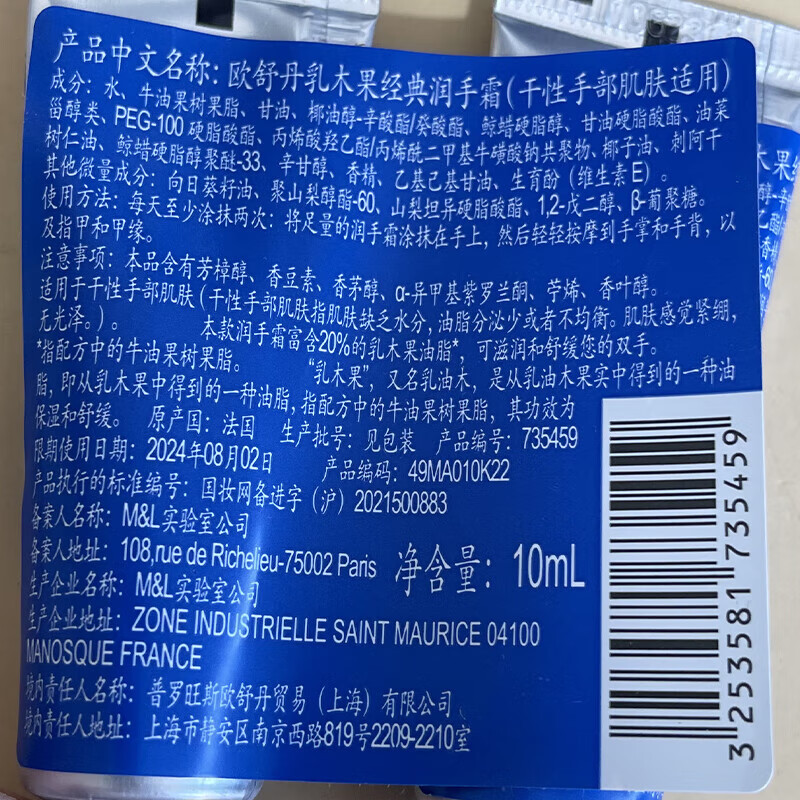 产品中文名称：欧舒丹乳木果经典润手霜（干性手部肌肤适用）
成分：水、牛油果树果脂、甘油、椰油醇-辛酸酯/癸酸酯、鲸蜡硬脂醇、甘油硬脂酸酯、油菜
甾醇类、PEG-100 硬脂酸酯、丙烯酸羟乙酯/丙烯酰二甲基牛磺酸钠共聚物、椰子油、刺阿干
树仁油、鲸蜡硬脂醇聚醚-33、辛甘醇、香精、乙基己基甘油、生育酚（维生素E）。
其他微量成分：向日葵籽油、聚山梨醇酯-60、山梨坦异硬脂酸酯、1,2-戊二醇、β-葡聚糖。
使用方法：每天至少涂抹两次：将足量的润手霜涂抹在手上，然后轻轻按摩到手掌和手背，以
及指甲和甲缘。
注意事项：本品含有芳樟醇、香豆素、香茅醇、α-异甲基紫罗兰酮、苧烯、香叶醇。
适用于干性手部肌肤（干性手部肌肤指肌肤缺乏水分，油脂分泌少或者不均衡。肌肤感觉紧绷，
无光泽。）。 本款润手霜富含20%的乳木果油脂*，可滋润和舒缓您的双手。
*指配方中的牛油果树果脂。 “乳木果”，又名乳油木，是从乳油木果实中得到的一种油
脂，即从乳木果中得到的一种油脂，指配方中的牛油果树果脂，其功效为
保湿和舒缓。 原产国：法国 生产批号：见包装 产品编号：735459
限期使用日期：2024年08月02日 产品编码：49MA010K22
产品执行的标准编号：国妆网备进字（沪）2021500883
备案人名称：M&L实验室公司
备案人地址：108,rue de Richelieu-75002 Paris 净含量：10mL
生产企业名称：M&L实验室公司
生产企业地址：ZONE INDUSTRIELLE SAINT MAURICE 04100
MANOSQUE FRANCE
境内责任人名称：普罗旺斯欧舒丹贸易（上海）有限公司
境内责任人地址：上海市静安区南京西路819号2209-2210室
3 253581 735459